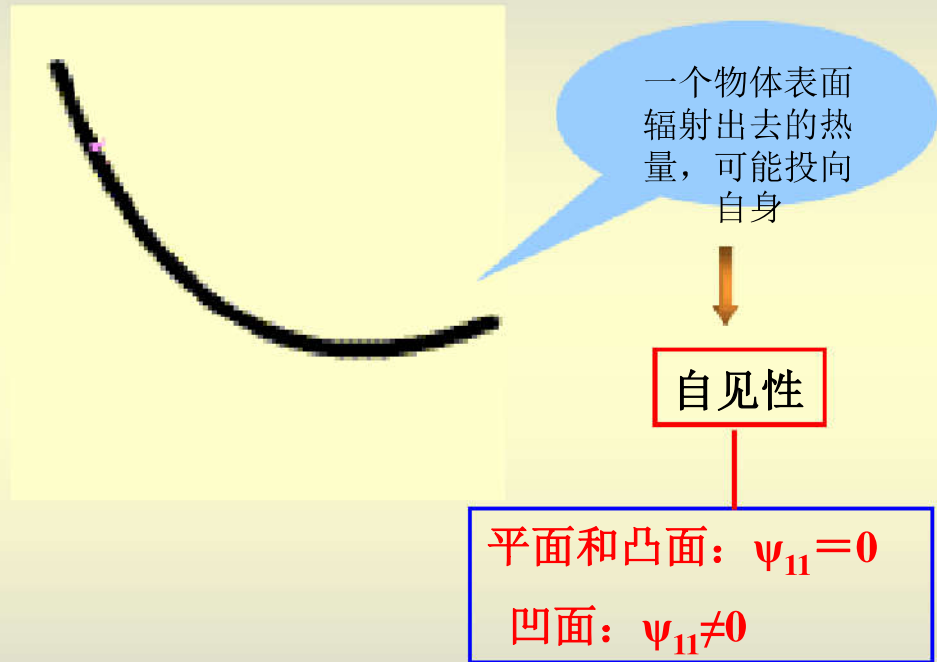 一个物体表面
辐射出去的热
量，可能投向
自身
自见性
平面和凸面：ψ₁₁＝0
凹面：ψ₁₁≠0